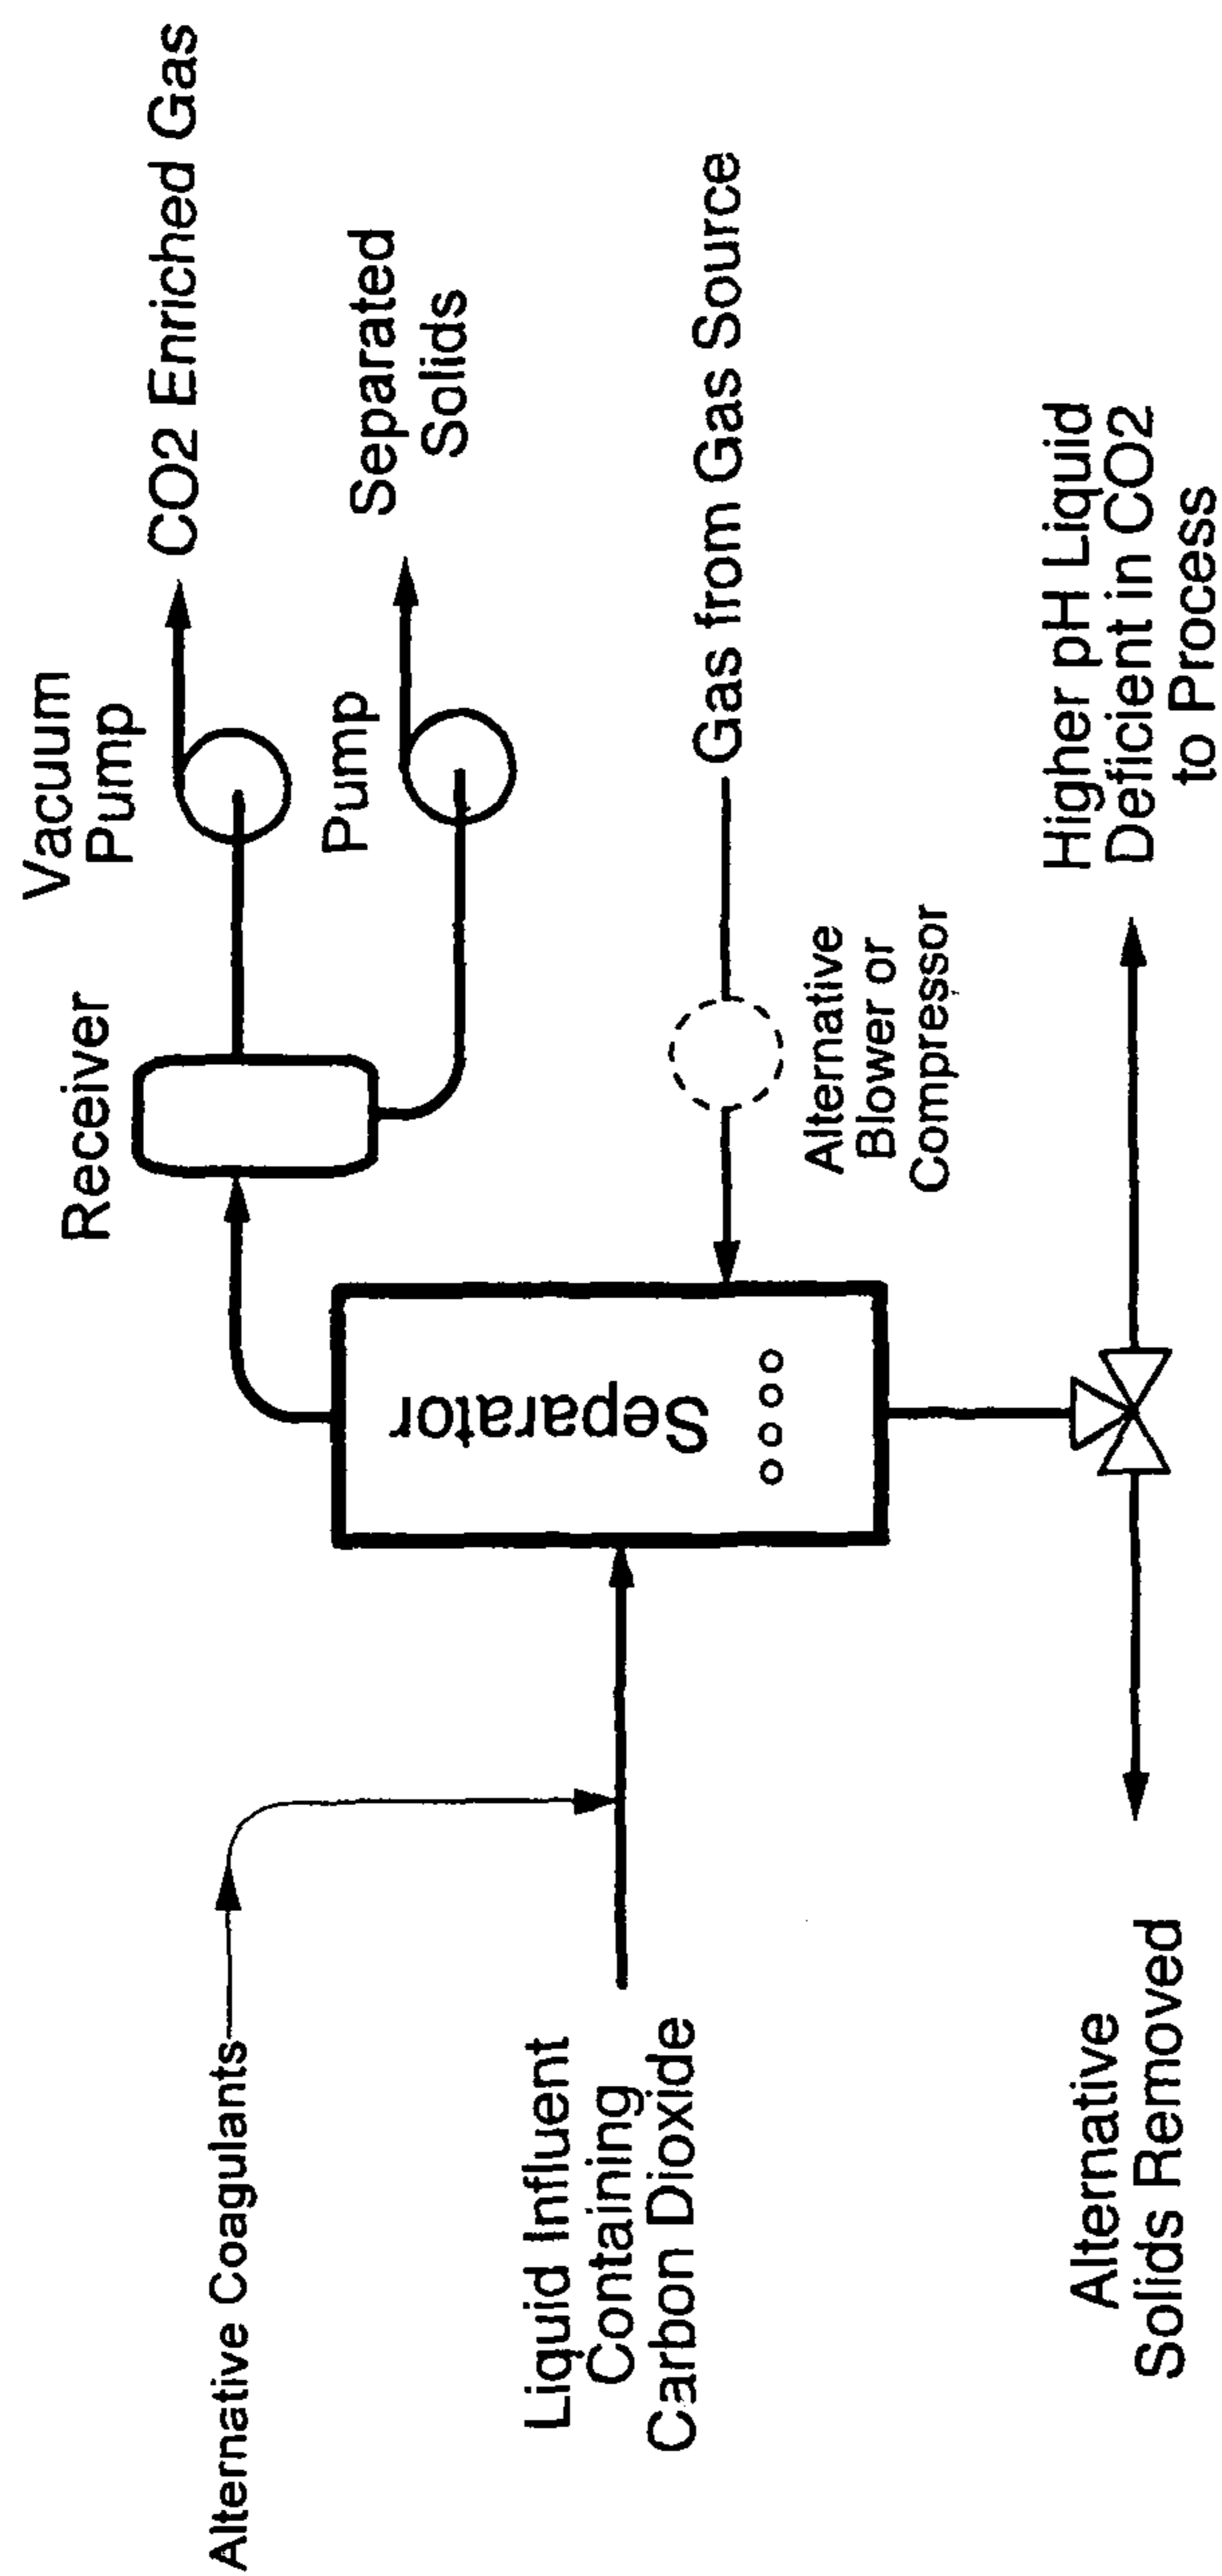 Alternative Coagulants
Liquid Influent
Containing
Carbon Dioxide
Alternative
Solids Removed
Separator
Receiver
Vacuum
Pump
CO2 Enriched Gas
Pump
Separated
Solids
Gas from Gas Source
Alternative
Blower or
Compressor
Higher pH Liquid
Deficient in CO2
to Process